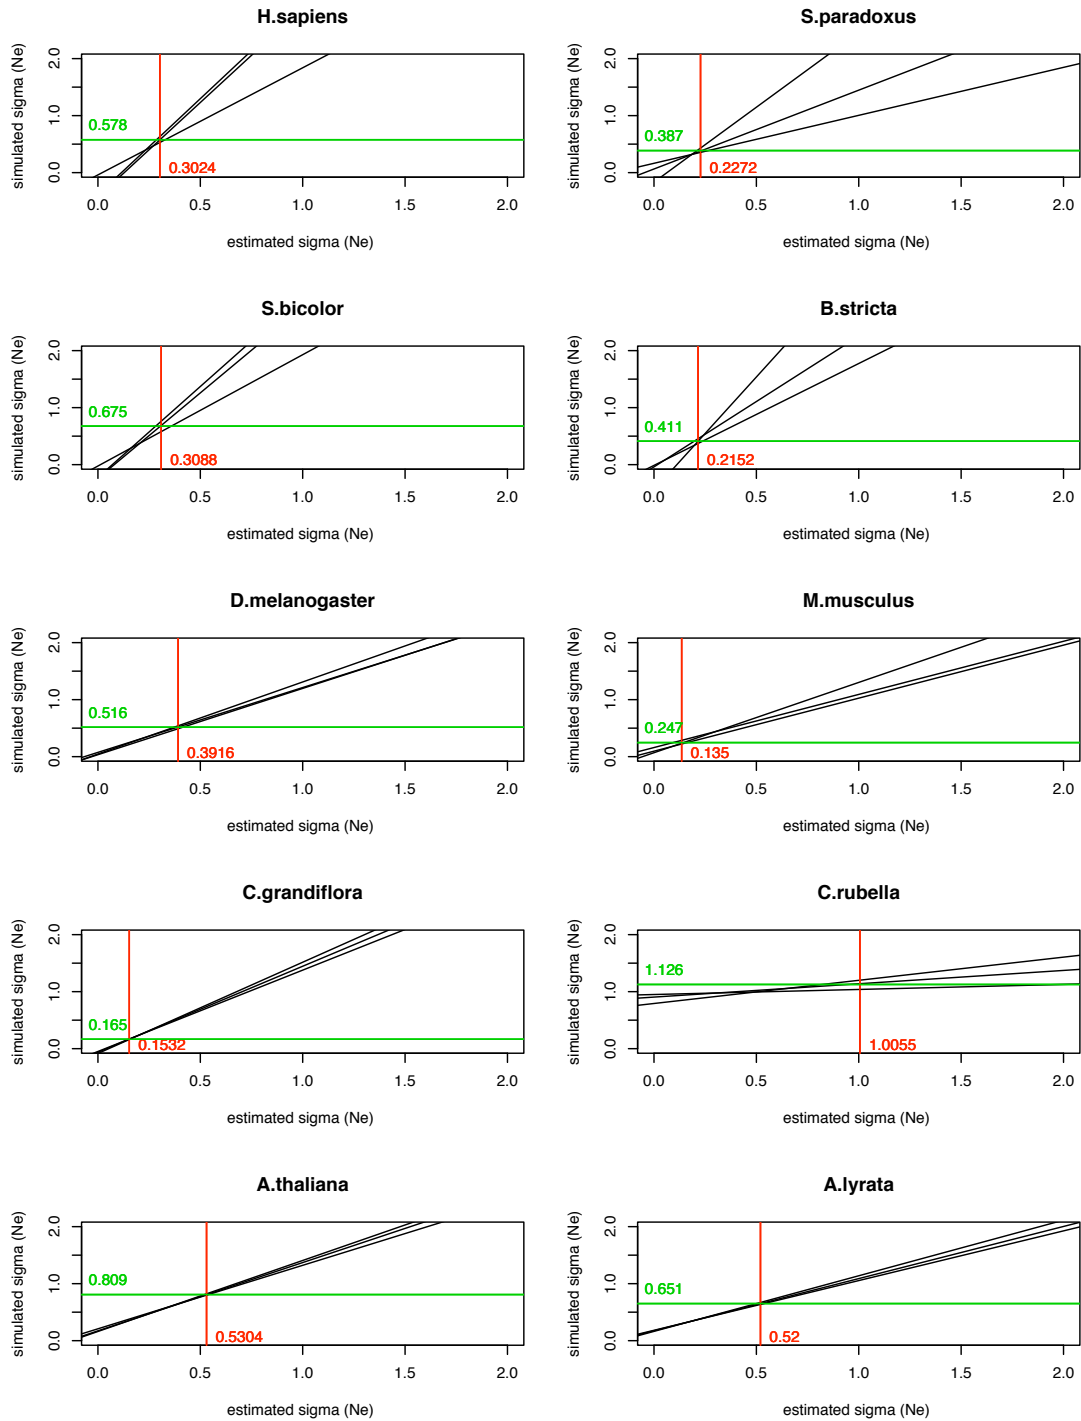 H.sapiens
simulated sigma (Ne)
2.0
1.0
0.0
0.578
0.3024
0.0 0.5 1.0 1.5 2.0
estimated sigma (Ne)
S.paradoxus
simulated sigma (Ne)
2.0
1.0
0.0
0.387
0.2272
0.0 0.5 1.0 1.5 2.0
estimated sigma (Ne)
S.bicolor
simulated sigma (Ne)
2.0
1.0
0.0
0.675
0.3088
0.0 0.5 1.0 1.5 2.0
estimated sigma (Ne)
B.stricta
simulated sigma (Ne)
2.0
1.0
0.0
0.411
0.2152
0.0 0.5 1.0 1.5 2.0
estimated sigma (Ne)
D.melanogaster
simulated sigma (Ne)
2.0
1.0
0.0
0.516
0.3916
0.0 0.5 1.0 1.5 2.0
estimated sigma (Ne)
M.musculus
simulated sigma (Ne)
2.0
1.0
0.0
0.247
0.135
0.0 0.5 1.0 1.5 2.0
estimated sigma (Ne)
C.grandiflora
simulated sigma (Ne)
2.0
1.0
0.0
0.165
0.1532
0.0 0.5 1.0 1.5 2.0
estimated sigma (Ne)
C.rubella
simulated sigma (Ne)
2.0
1.0
0.0
1.126
1.0055
0.0 0.5 1.0 1.5 2.0
estimated sigma (Ne)
A.thaliana
simulated sigma (Ne)
2.0
1.0
0.0
0.809
0.5304
0.0 0.5 1.0 1.5 2.0
estimated sigma (Ne)
A.lyrata
simulated sigma (Ne)
2.0
1.0
0.0
0.651
0.52
0.0 0.5 1.0 1.5 2.0
estimated sigma (Ne)